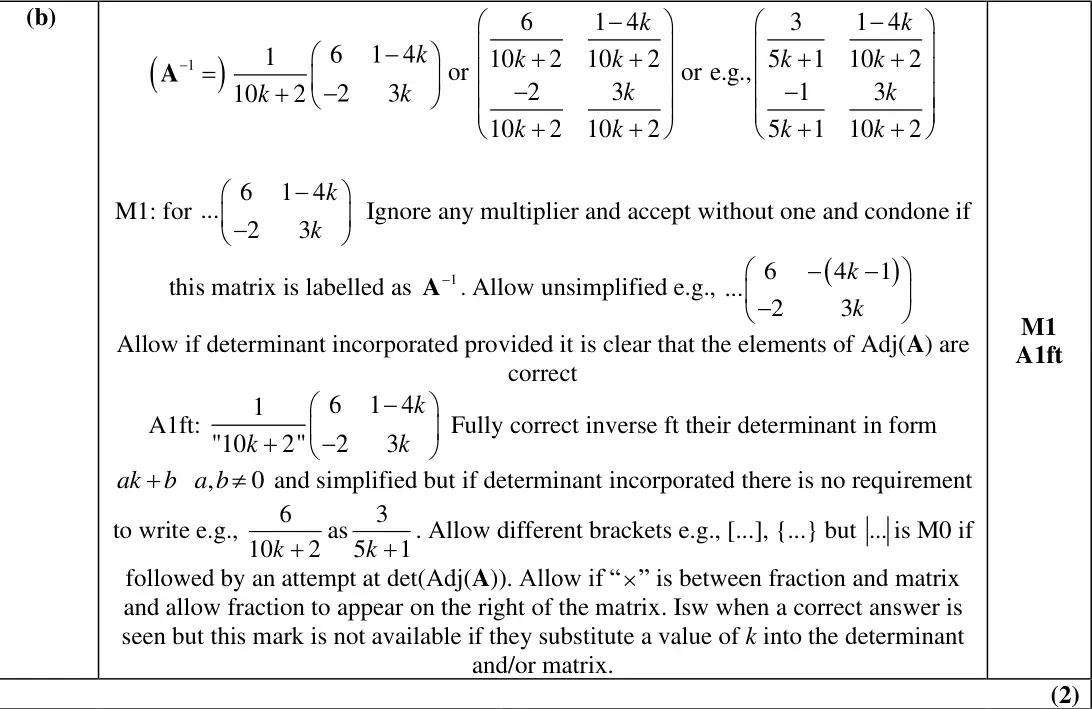 (b)
(A⁻¹ =) 1/(10k + 2) (6 1 − 4k; −2 3k) or (6/(10k + 2) (1 − 4k)/(10k + 2); −2/(10k + 2) 3k/(10k + 2)) or e.g., (3/(5k + 1) (1 − 4k)/(10k + 2); −1/(5k + 1) 3k/(10k + 2))
M1: for ...(6 1 − 4k; −2 3k) Ignore any multiplier and accept without one and condone if
this matrix is labelled as A⁻¹. Allow unsimplified e.g., ...(6 −(4k − 1); −2 3k)
Allow if determinant incorporated provided it is clear that the elements of Adj(A) are
correct
A1ft: 1/("10k + 2") (6 1 − 4k; −2 3k) Fully correct inverse ft their determinant in form
ak + b a, b ≠ 0 and simplified but if determinant incorporated there is no requirement
to write e.g., 6/(10k + 2) as 3/(5k + 1). Allow different brackets e.g., [...], {...} but |...| is M0 if
followed by an attempt at det(Adj(A)). Allow if “×” is between fraction and matrix
and allow fraction to appear on the right of the matrix. Isw when a correct answer is
seen but this mark is not available if they substitute a value of k into the determinant
and/or matrix.
M1
A1ft
(2)